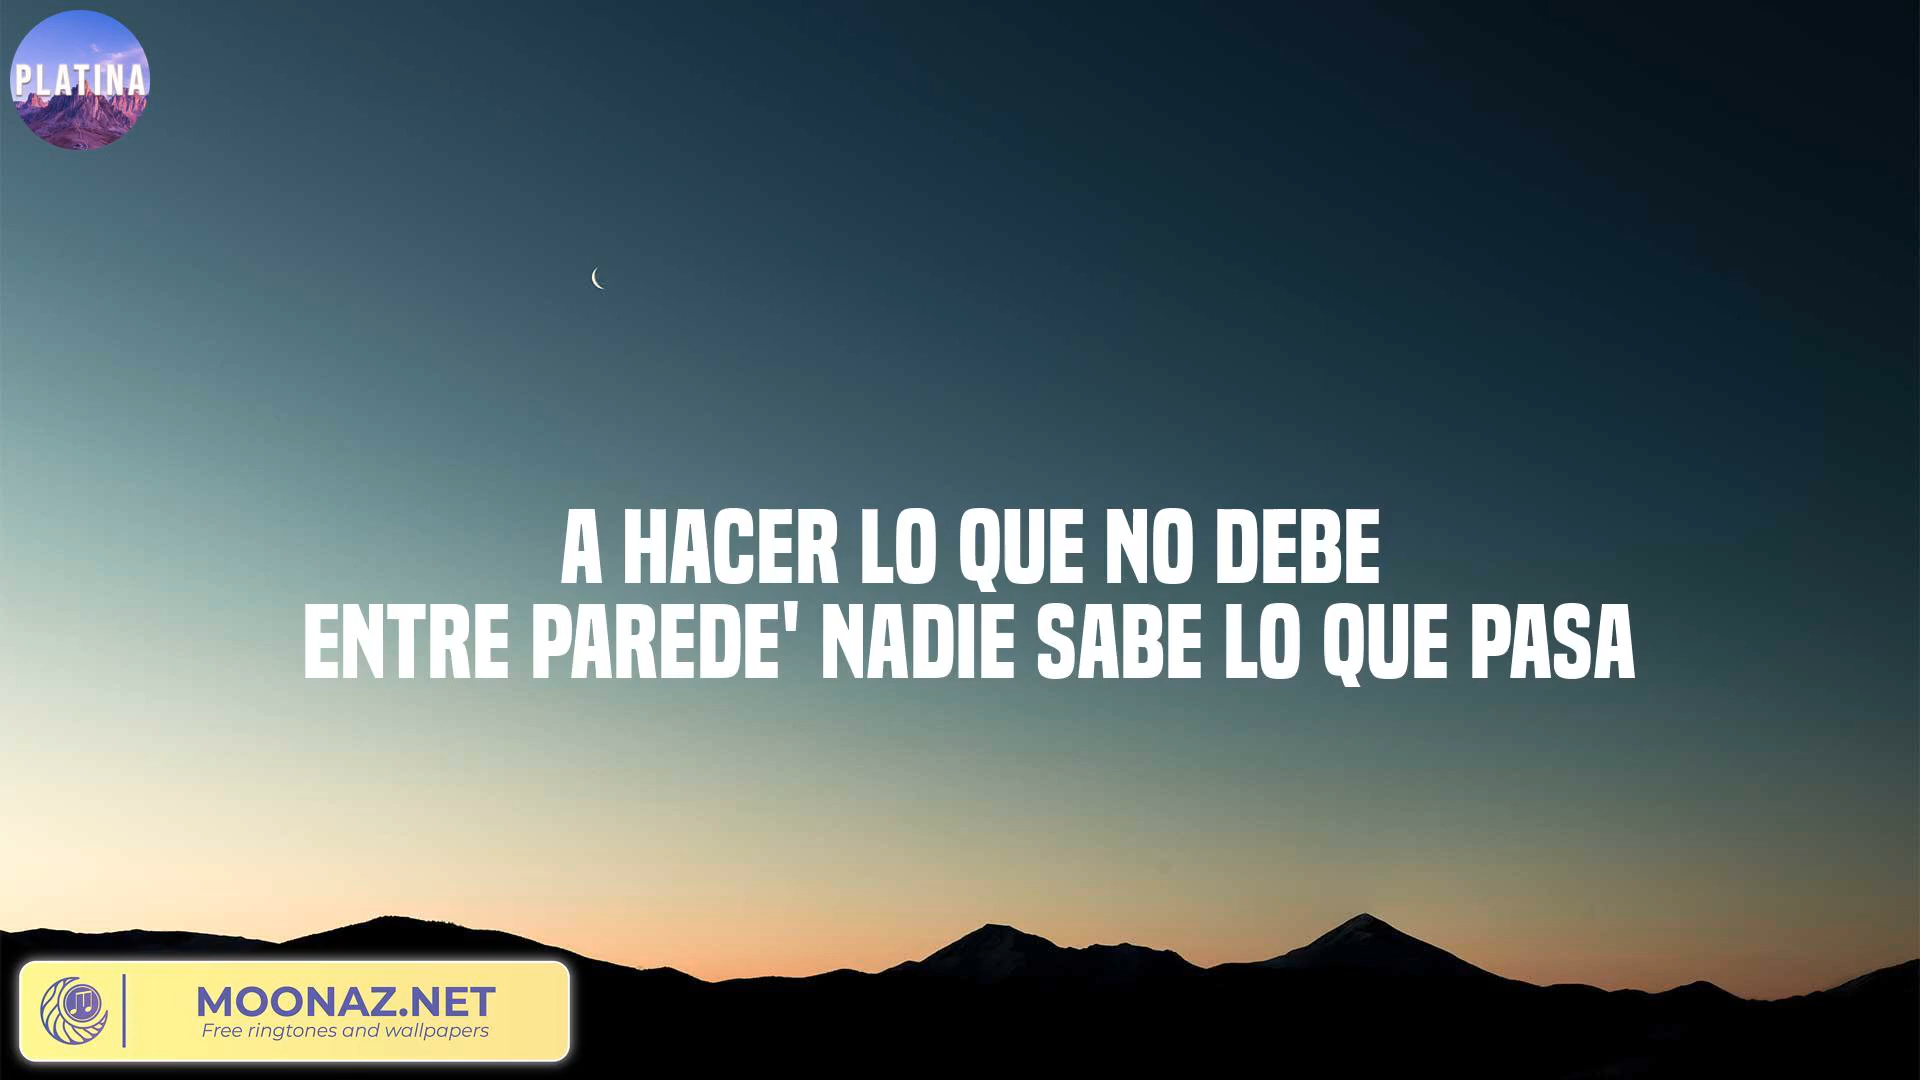 PLATINA
A HACER LO QUE NO DEBE
ENTRE PAREDE' NADIE SABE LO QUE PASA
MOONAZ.NET
Free ringtones and wallpapers